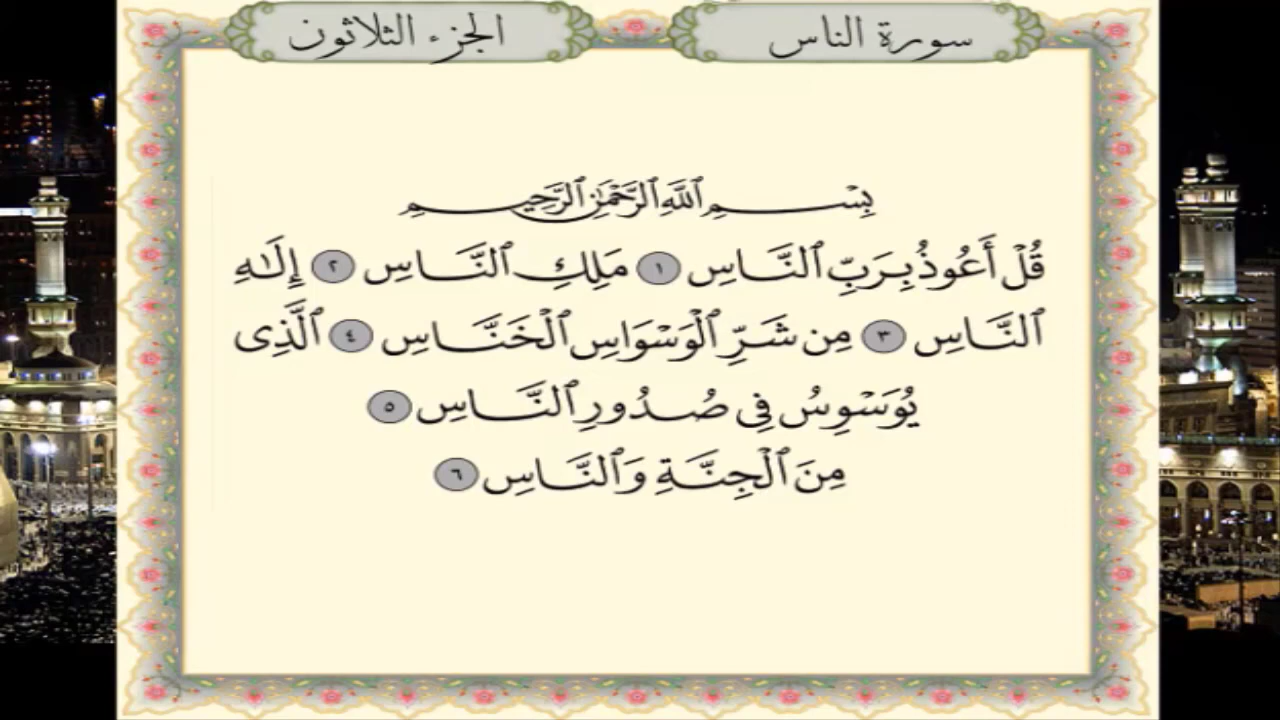 سورة الناس
الجزء الثلاثون
بِسْمِ ٱللَّهِ ٱلرَّحْمَٰنِ ٱلرَّحِيمِ
قُلْ أَعُوذُ بِرَبِّ ٱلنَّاسِ ١ مَلِكِ ٱلنَّاسِ ٢ إِلَٰهِ
ٱلنَّاسِ ٣ مِن شَرِّ ٱلْوَسْوَاسِ ٱلْخَنَّاسِ ٤ ٱلَّذِى
يُوَسْوِسُ فِى صُدُورِ ٱلنَّاسِ ٥
مِنَ ٱلْجِنَّةِ وَٱلنَّاسِ ٦